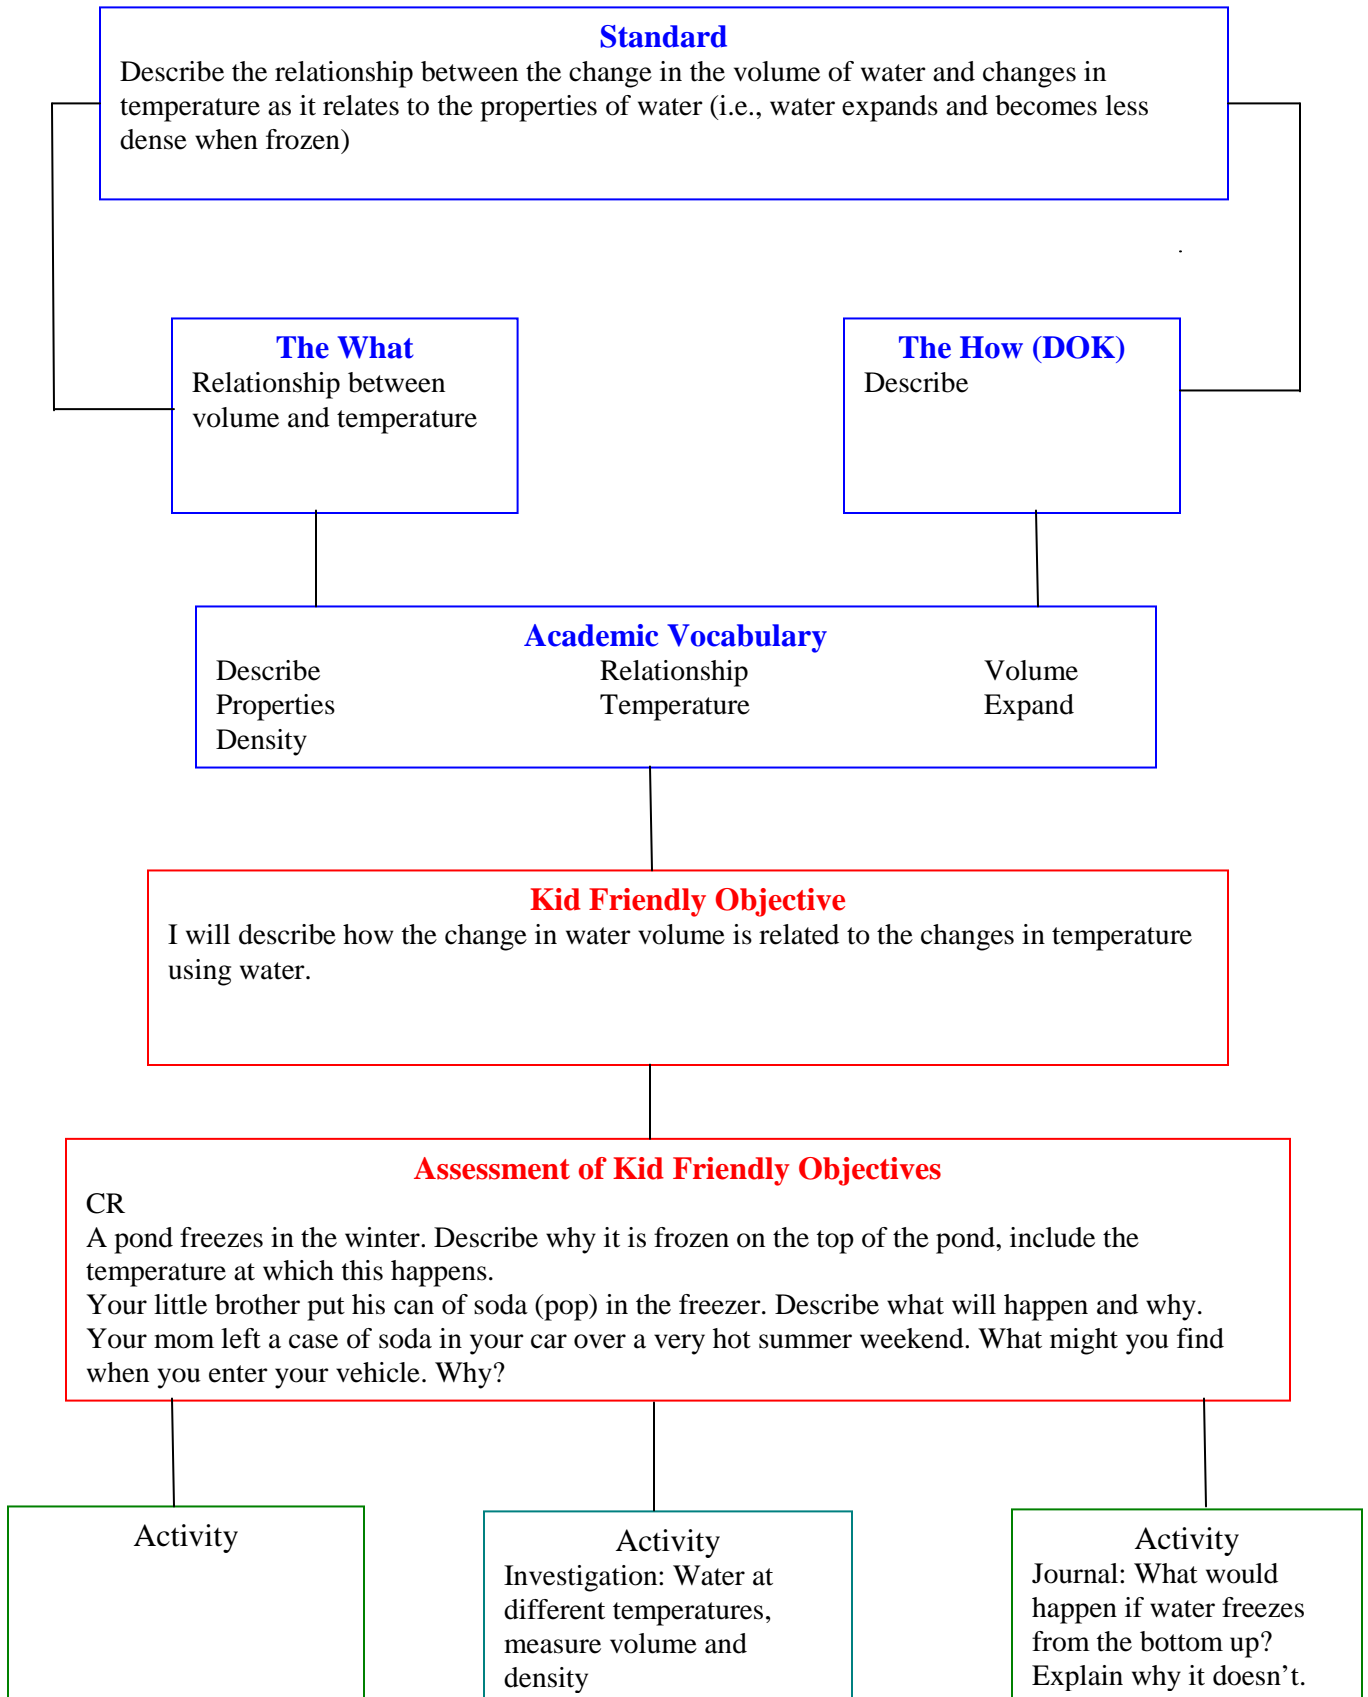 Standard
Describe the relationship between the change in the volume of water and changes in
temperature as it relates to the properties of water (i.e., water expands and becomes less
dense when frozen)
The What
Relationship between
volume and temperature
The How (DOK)
Describe
Academic Vocabulary
Describe Relationship Volume
Properties Temperature Expand
Density
Kid Friendly Objective
I will describe how the change in water volume is related to the changes in temperature
using water.
Assessment of Kid Friendly Objectives
CR
A pond freezes in the winter. Describe why it is frozen on the top of the pond, include the
temperature at which this happens.
Your little brother put his can of soda (pop) in the freezer. Describe what will happen and why.
Your mom left a case of soda in your car over a very hot summer weekend. What might you find
when you enter your vehicle. Why?
Activity
Activity
Investigation: Water at
different temperatures,
measure volume and
density
Activity
Journal: What would
happen if water freezes
from the bottom up?
Explain why it doesn’t.